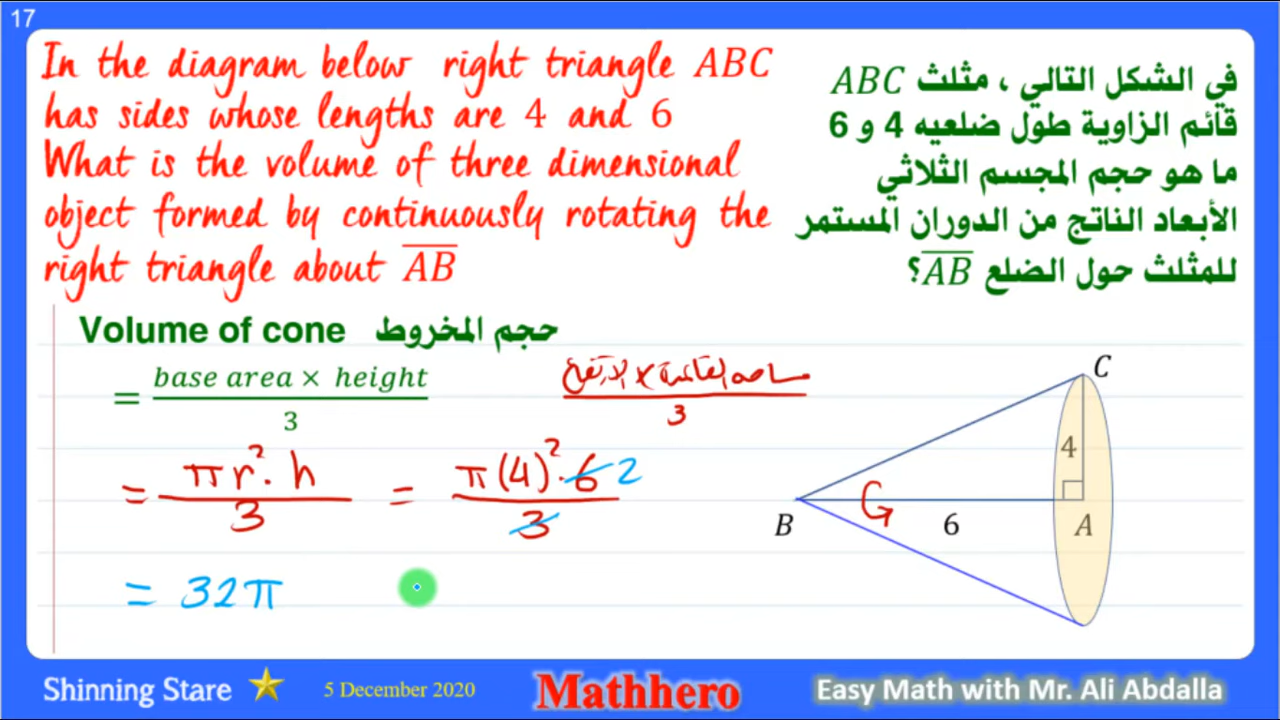 17
In the diagram below right triangle ABC
has sides whose lengths are 4 and 6
What is the volume of three dimensional
object formed by continuously rotating the
right triangle about AB
في الشكل التالي ، مثلث ABC
قائم الزاوية طول ضلعيه 4 و 6
ما هو حجم المجسم الثلاثي
الأبعاد الناتج من الدوران المستمر
للمثلث حول الضلع AB؟
Volume of cone حجم المخروط
= base area × height / 3
مساحة القاعدة × الارتفاع / 3
= πr². h / 3 = π(4)². 6 2 / 3
= 32π
C
4
B
6
A
Shinning Stare
5 December 2020
Mathhero
Easy Math with Mr. Ali Abdalla